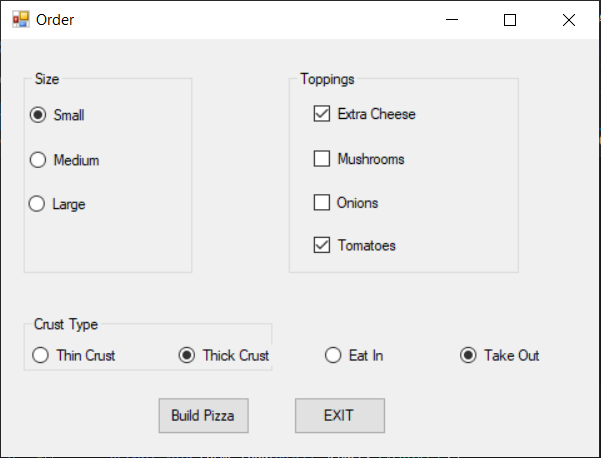 Order
Size
Small
Medium
Large
Toppings
Extra Cheese
Mushrooms
Onions
Tomatoes
Crust Type
Thin Crust
Thick Crust
Eat In
Take Out
Build Pizza
EXIT